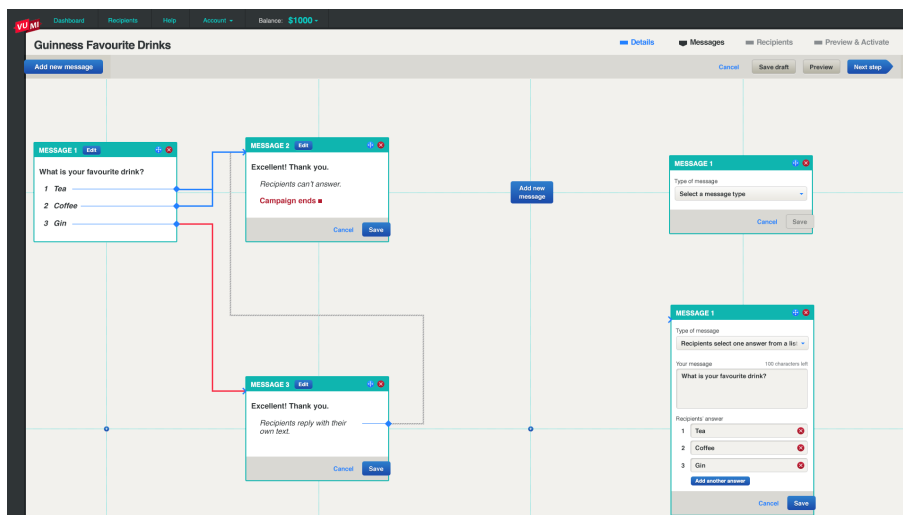 VUMI
Dashboard
Recipients
Help
Account
Balance: $1000
Guinness Favourite Drinks
Details
Messages
Recipients
Preview & Activate
Add new message
Cancel
Save draft
Preview
Next step
MESSAGE 1 Edit
What is your favourite drink?
1 Tea
2 Coffee
3 Gin
MESSAGE 2 Edit
Excellent! Thank you.
Recipients can't answer.
Campaign ends
Cancel Save
Add new
message
MESSAGE 1
Type of message
Select a message type
Cancel Save
MESSAGE 3 Edit
Excellent! Thank you.
Recipients reply with their
own text.
Cancel Save
MESSAGE 1
Type of message
Recipients select one answer from a list
Your message 100 characters left
What is your favourite drink?
Recipients' answer
1 Tea
2 Coffee
3 Gin
Add another answer
Cancel Save